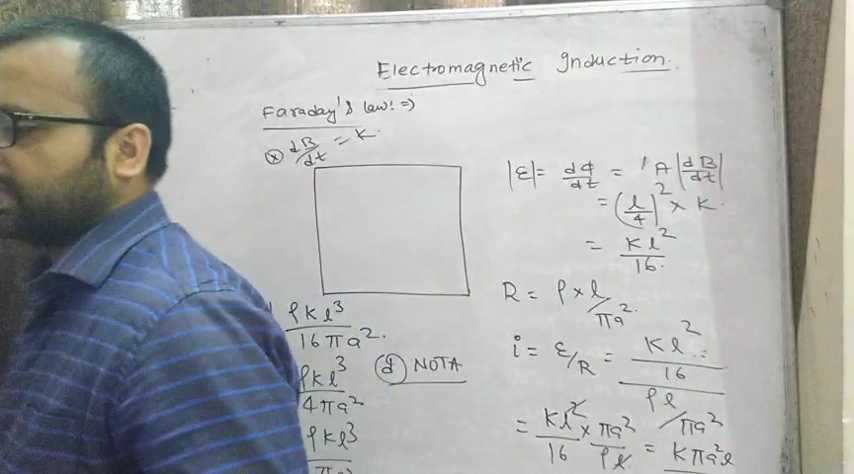 Electromagnetic Induction.
Faraday's law: ⇒
⊗ dB/dt = K.
|ε| = dφ/dt = 1 A |dB/dt|
= (l/4)² × K.
= Kl²/16.
R = ρ × l/πa².
i = ε/R = Kl²/16 / ρl/πa²
= Kl²/16 × πa²/ρl = Kπa²l
ρkl³/16πa².
ρkl³/4πa²
ρkl³
(d) NOTA